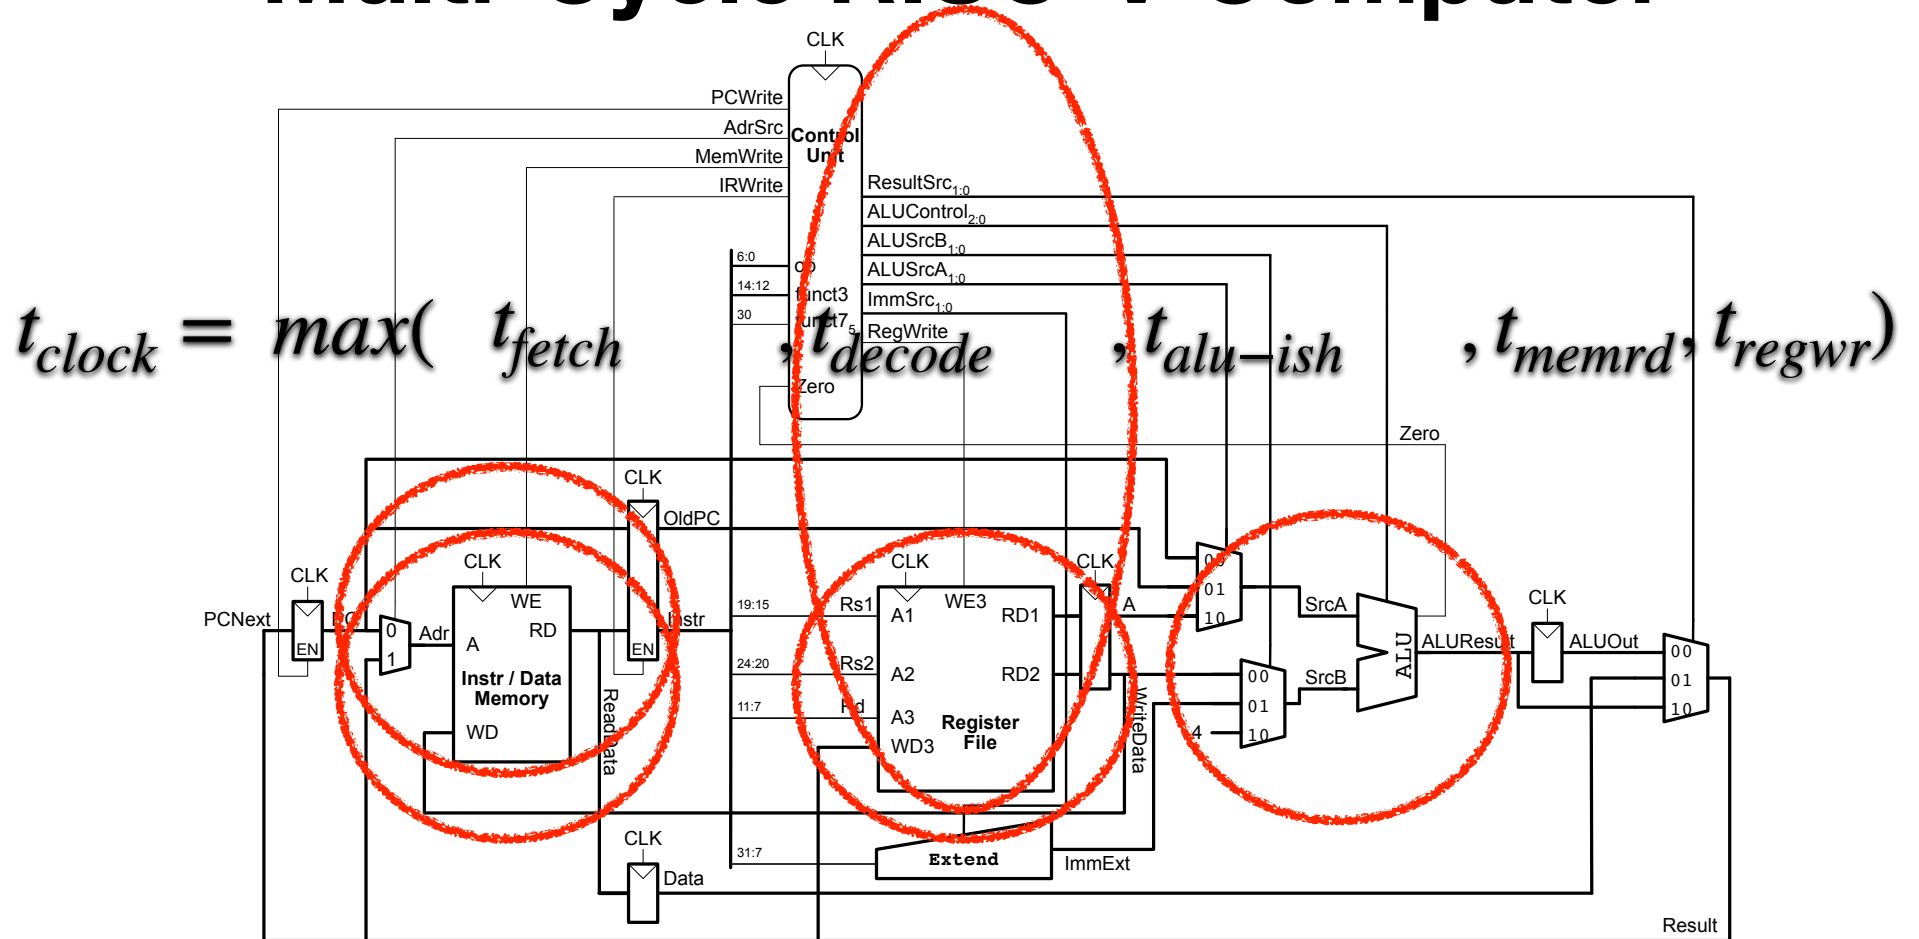 Multi-Cycle RISC-V Computer
CLK
PCWrite
AdrSrc
MemWrite
IRWrite
Control
Unit
ResultSrc1:0
ALUControl2:0
ALUSrcB1:0
ALUSrcA1:0
ImmSrc1:0
RegWrite
6:0
op
14:12
funct3
30
funct75
Zero
tclock = max( tfetch , tdecode , talu-ish , tmemrd, tregwr)
Zero
CLK
OldPC
CLK
CLK
CLK
CLK
CLK
PCNext
EN
PC
0
1
Adr
WE
A
RD
Instr / Data
Memory
WD
EN
Instr
ReadData
19:15
Rs1
A1
WE3
RD1
A
24:20
Rs2
A2
RD2
11:7
Rd
A3
WD3
Register
File
WriteData
00
01
10
SrcA
00
01
10
4
SrcB
ALU
ALUResult
ALUOut
00
01
10
31:7
Extend
ImmExt
CLK
Data
Result